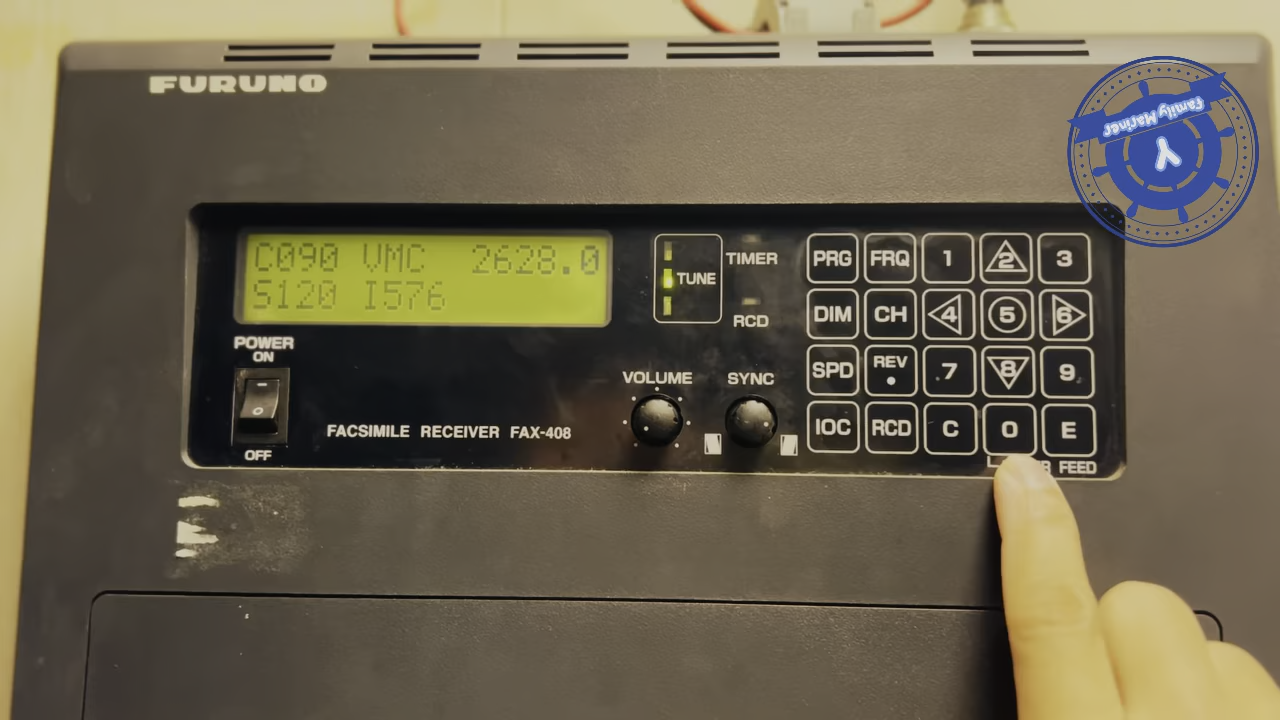 FURUNO
Family Mariner
Y
C090 VMC 2628.0
S120 I576
TUNE
TIMER
RCD
POWER
ON
OFF
FACSIMILE RECEIVER FAX-408
VOLUME
SYNC
PRG FRQ 1 2 3
DIM CH 4 5 6
SPD REV 7 8 9
IOC RCD C 0 E
FEED